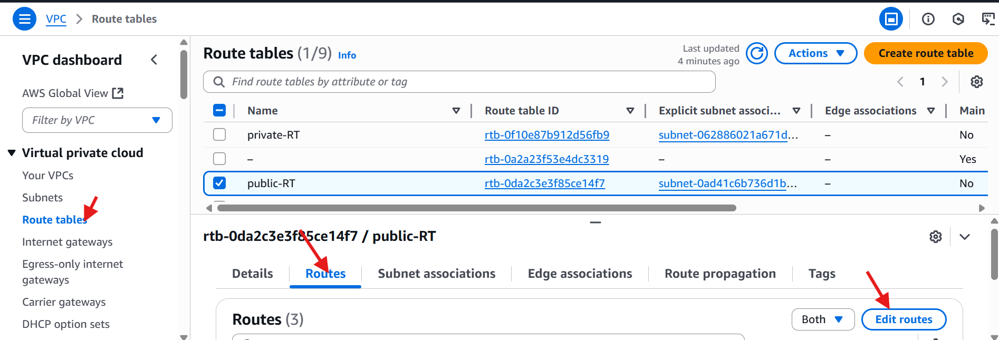 VPC > Route tables
VPC dashboard
AWS Global View
Filter by VPC
Virtual private cloud
Your VPCs
Subnets
Route tables
Internet gateways
Egress-only internet
gateways
Carrier gateways
DHCP option sets
Route tables (1/9) Info
Last updated
4 minutes ago
Actions
Create route table
Find route tables by attribute or tag
1
Name Route table ID Explicit subnet associ... Edge associations Main
private-RT rtb-0f10e87b912d56fb9 subnet-062886021a671d... – No
– rtb-0a2a23f53e4dc3319 – – Yes
public-RT rtb-0da2c3e3f85ce14f7 subnet-0ad41c6b736d1b... – No
rtb-0da2c3e3f85ce14f7 / public-RT
Details Routes Subnet associations Edge associations Route propagation Tags
Routes (3) Both Edit routes